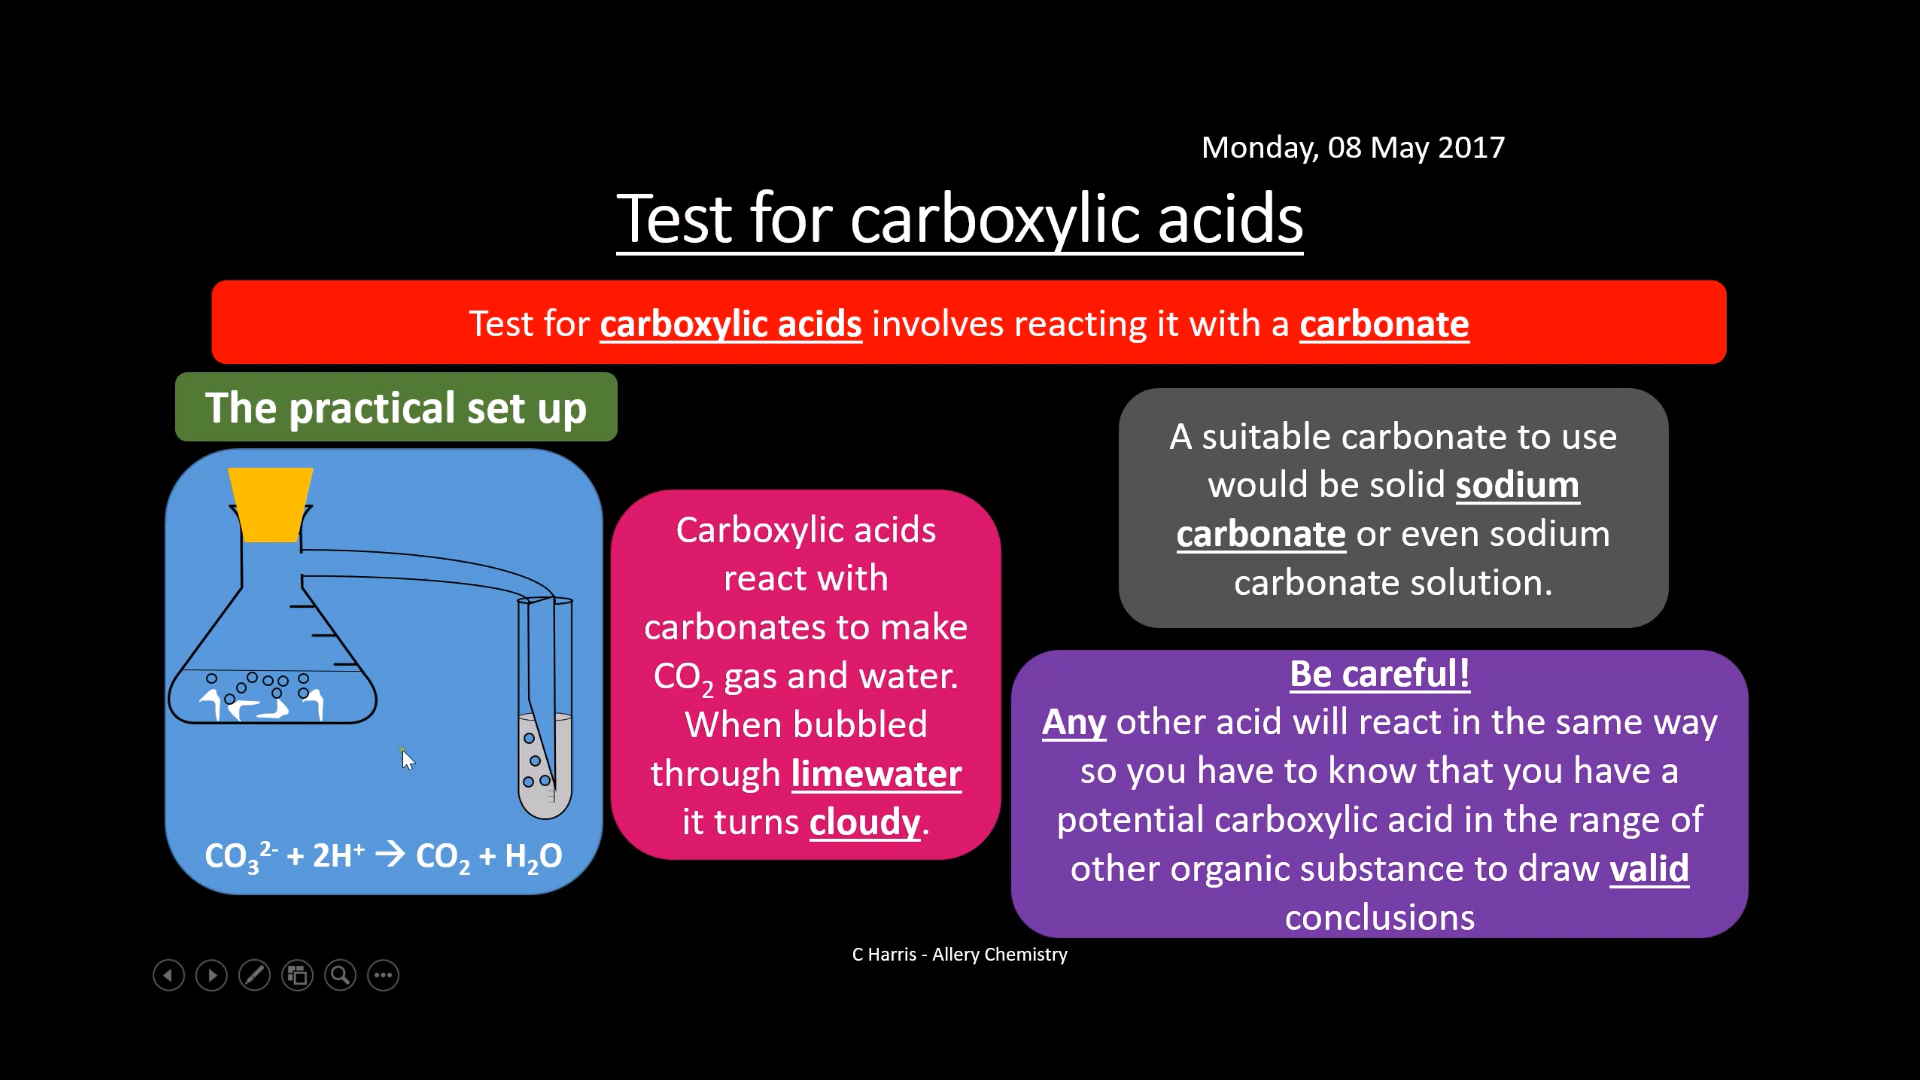 Monday, 08 May 2017
Test for carboxylic acids
Test for carboxylic acids involves reacting it with a carbonate
The practical set up
CO₃²⁻ + 2H⁺ → CO₂ + H₂O
Carboxylic acids
react with
carbonates to make
CO₂ gas and water.
When bubbled
through limewater
it turns cloudy.
A suitable carbonate to use
would be solid sodium
carbonate or even sodium
carbonate solution.
Be careful!
Any other acid will react in the same way
so you have to know that you have a
potential carboxylic acid in the range of
other organic substance to draw valid
conclusions
C Harris - Allery Chemistry